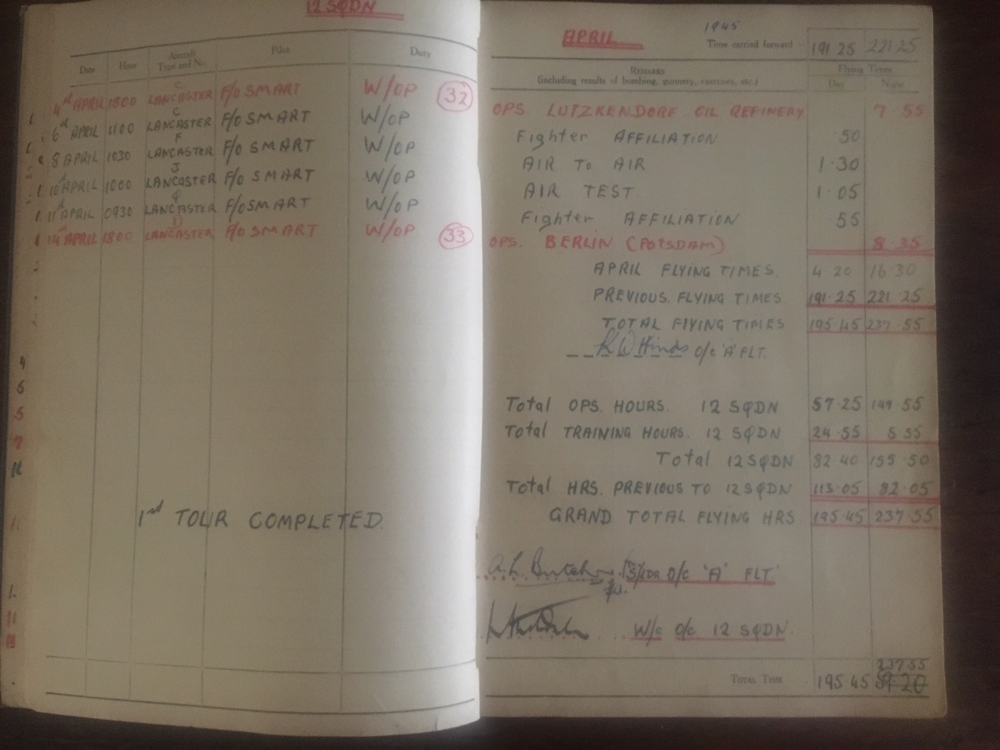 12 SQDN
Date Hour Aircraft Type and No. Pilot Duty
4th APRIL 1800 C LANCASTER F/O SMART W/OP 32
6th APRIL 1100 C LANCASTER F/O SMART W/OP
8 APRIL 1030 F LANCASTER F/O SMART W/OP
10th APRIL 1000 J LANCASTER F/O SMART W/OP
11th APRIL 0930 Q LANCASTER F/O SMART W/OP
14th APRIL 1800 D LANCASTER F/O SMART W/OP 33
1st TOUR COMPLETED.
4
6
5
7
11
APRIL 1945
Time carried forward 191.25 221.25
REMARKS
(including results of bombing, gunnery, exercises, etc.)
Flying Times
Day Night
OPS LUTZKENDORF OIL REFINERY 7.55
Fighter AFFILIATION .50
AIR To AIR 1.30
AIR TEST. 1.05
Fighter AFFILIATION 55
OPS. BERLIN (POTSDAM) 8.35
APRIL FLYING TIMES. 4.20 16.30
PREVIOUS. FLYING TIMES 191.25 221.25
TOTAL FLYING TIMES 195.45 237.55
R W Hinds O/C 'A' FLT.
Total OPS. HOURS. 12 SQDN 57.25 149.55
Total TRAINING HOURS. 12 SQDN 24.55 5.55
Total 12 SQDN 82.40 155.50
Total HRS. PREVIOUS TO 12 SQDN 113.05 82.05
GRAND TOTAL FLYING HRS 195.45 237.55
A. L. S/LDR O/C 'A' FLT.
W/C O/C 12 SQDN.
237.55
TOTAL TIME 195.45